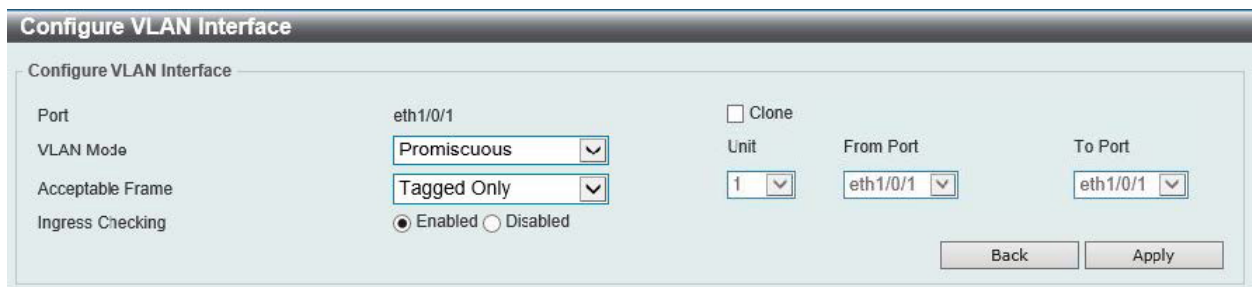 Configure VLAN Interface
Configure VLAN Interface
Port eth1/0/1 Clone
VLAN Mode Promiscuous Unit From Port To Port
Acceptable Frame Tagged Only 1 eth1/0/1 eth1/0/1
Ingress Checking Enabled Disabled
Back Apply